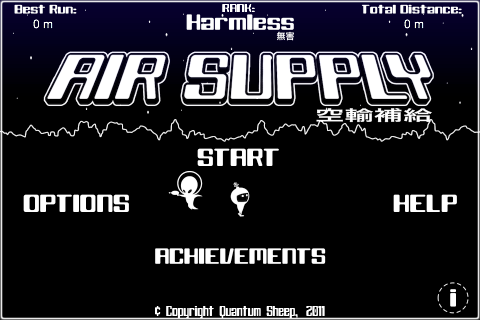 Best Run:
0 m
RANK:
Harmless
無害
Total Distance:
0 m
AIR SUPPLY
空輸補給
START
OPTIONS
HELP
ACHIEVEMENTS
i
© Copyright Quantum Sheep, 2011